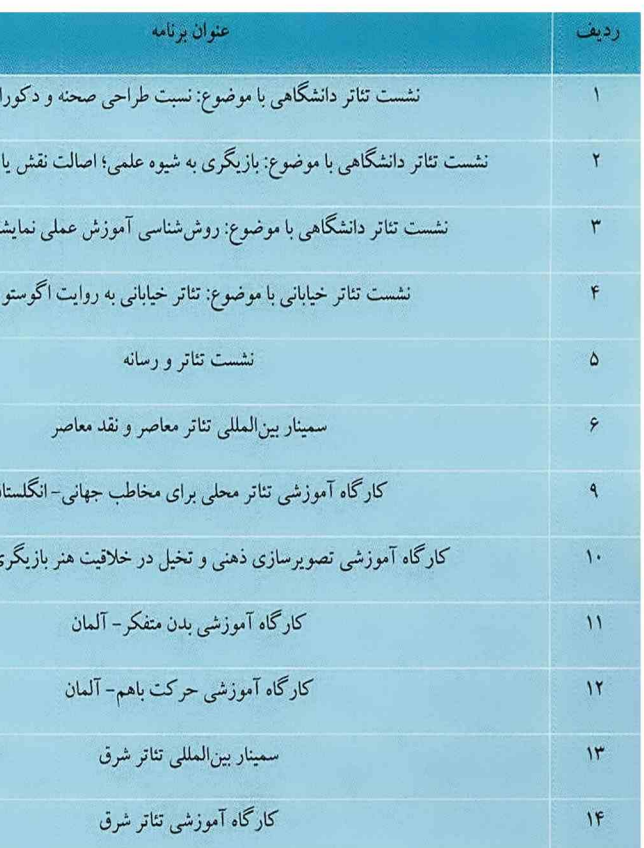 ردیف عنوان برنامه
۱ نشست تئاتر دانشگاهی با موضوع: نسبت طراحی صحنه و
۲ نشست تئاتر دانشگاهی با موضوع: بازیگری به شیوه علمی؛ اصالت نقش یا
۳ نشست تئاتر دانشگاهی با موضوع: روش‌شناسی آموزش عملی
۴ نشست تئاتر خیابانی با موضوع: تئاتر خیابانی به روایت اگوستو
۵ نشست تئاتر و رسانه
۶ سمینار بین‌المللی تئاتر معاصر و نقد معاصر
۹ کارگاه آموزشی تئاتر محلی برای مخاطب جهانی-
۱۰ کارگاه آموزشی تصویرسازی ذهنی و تخیل در خلاقیت هنر بازیگری
۱۱ کارگاه آموزشی بدن متفکر- آلمان
۱۲ کارگاه آموزشی حرکت باهم- آلمان
۱۳ سمینار بین‌المللی تئاتر شرق
۱۴ کارگاه آموزشی تئاتر شرق